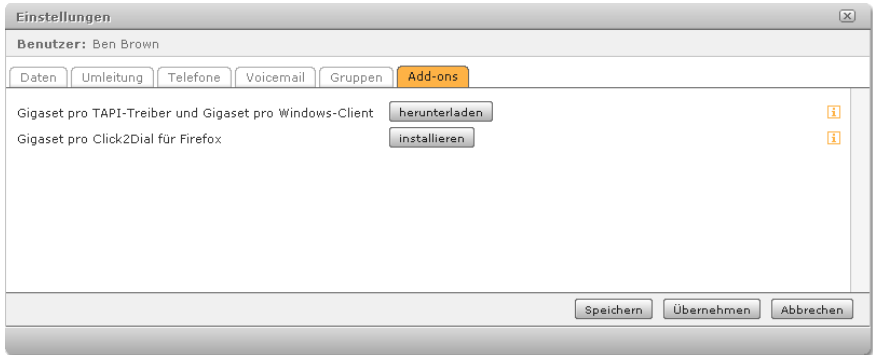 Einstellungen
Benutzer: Ben Brown
Daten Umleitung Telefone Voicemail Gruppen Add-ons
Gigaset pro TAPI-Treiber und Gigaset pro Windows-Client herunterladen i
Gigaset pro Click2Dial für Firefox installieren i
Speichern Übernehmen Abbrechen